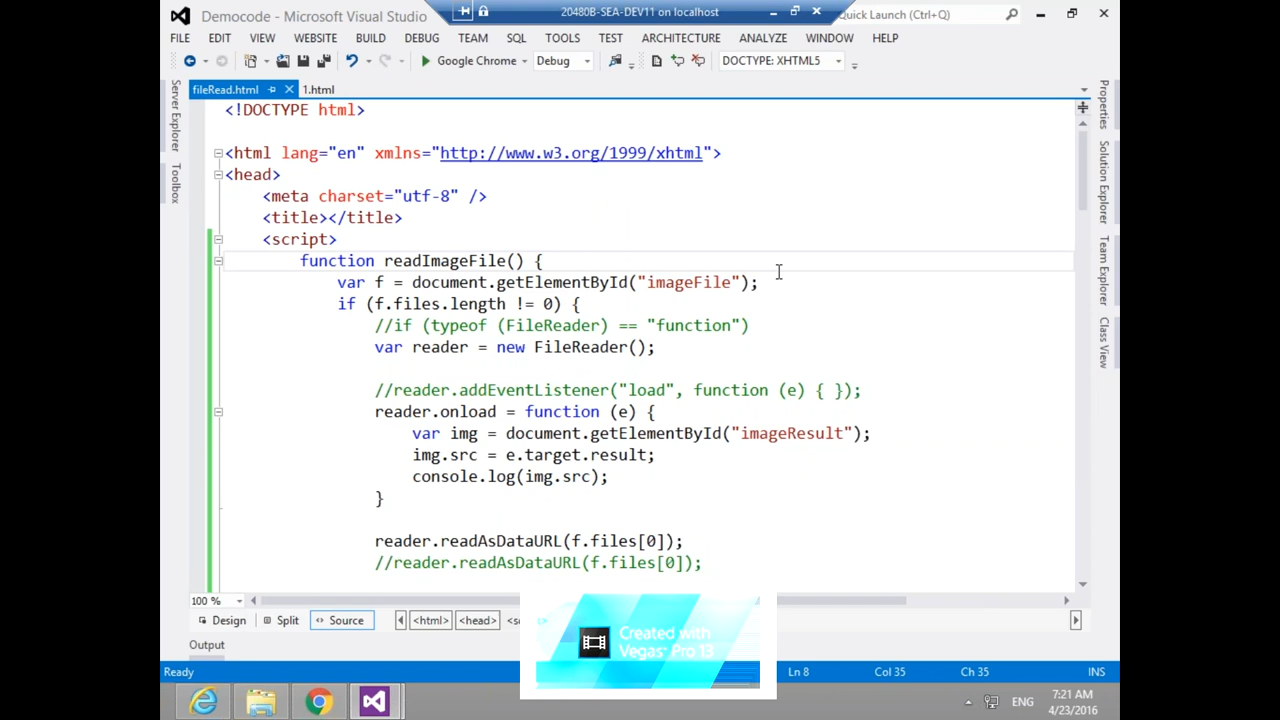 Democode - Microsoft Visual Studio
20480B-SEA-DEV11 on localhost
Quick Launch (Ctrl+Q)
FILE EDIT VIEW WEBSITE BUILD DEBUG TEAM SQL TOOLS TEST ARCHITECTURE ANALYZE WINDOW HELP
Google Chrome Debug DOCTYPE: XHTML5
fileRead.html 1.html
Server Explorer
Toolbox
Properties
Solution Explorer
Team Explorer
Class View
<!DOCTYPE html>
<html lang="en" xmlns="http://www.w3.org/1999/xhtml">
<head>
<meta charset="utf-8" />
<title></title>
<script>
function readImageFile() {
var f = document.getElementById("imageFile");
if (f.files.length != 0) {
//if (typeof (FileReader) == "function")
var reader = new FileReader();
//reader.addEventListener("load", function (e) { });
reader.onload = function (e) {
var img = document.getElementById("imageResult");
img.src = e.target.result;
console.log(img.src);
}
reader.readAsDataURL(f.files[0]);
//reader.readAsDataURL(f.files[0]);
100 %
Design Split Source <html> <head>
Output
Created with
Vegas Pro 13
Ready Ln 8 Col 35 Ch 35 INS
ENG
7:21 AM
4/23/2016